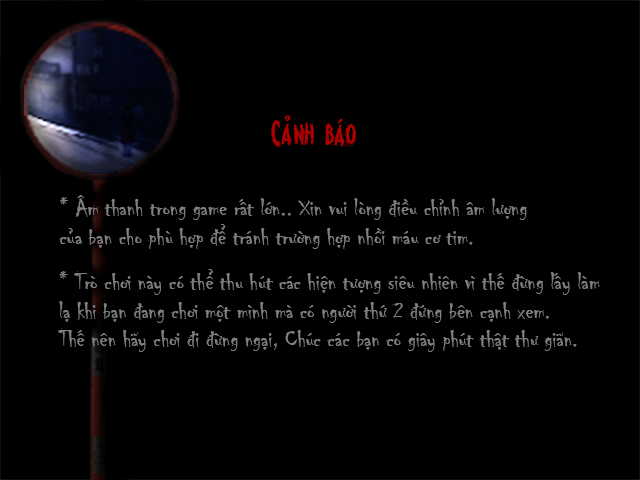 CẢNH BÁO
* Âm thanh trong game rất lớn.. Xin vui lòng điều chỉnh âm lượng
của bạn cho phù hợp để tránh trường hợp nhồi máu cơ tim.
* Trò chơi này có thể thu hút các hiện tượng siêu nhiên vì thế đừng lấy làm
lạ khi bạn đang chơi một mình mà có người thứ 2 đứng bên cạnh xem.
Thế nên hãy chơi đi đừng ngại, Chúc các bạn có giây phút thật thư giãn.